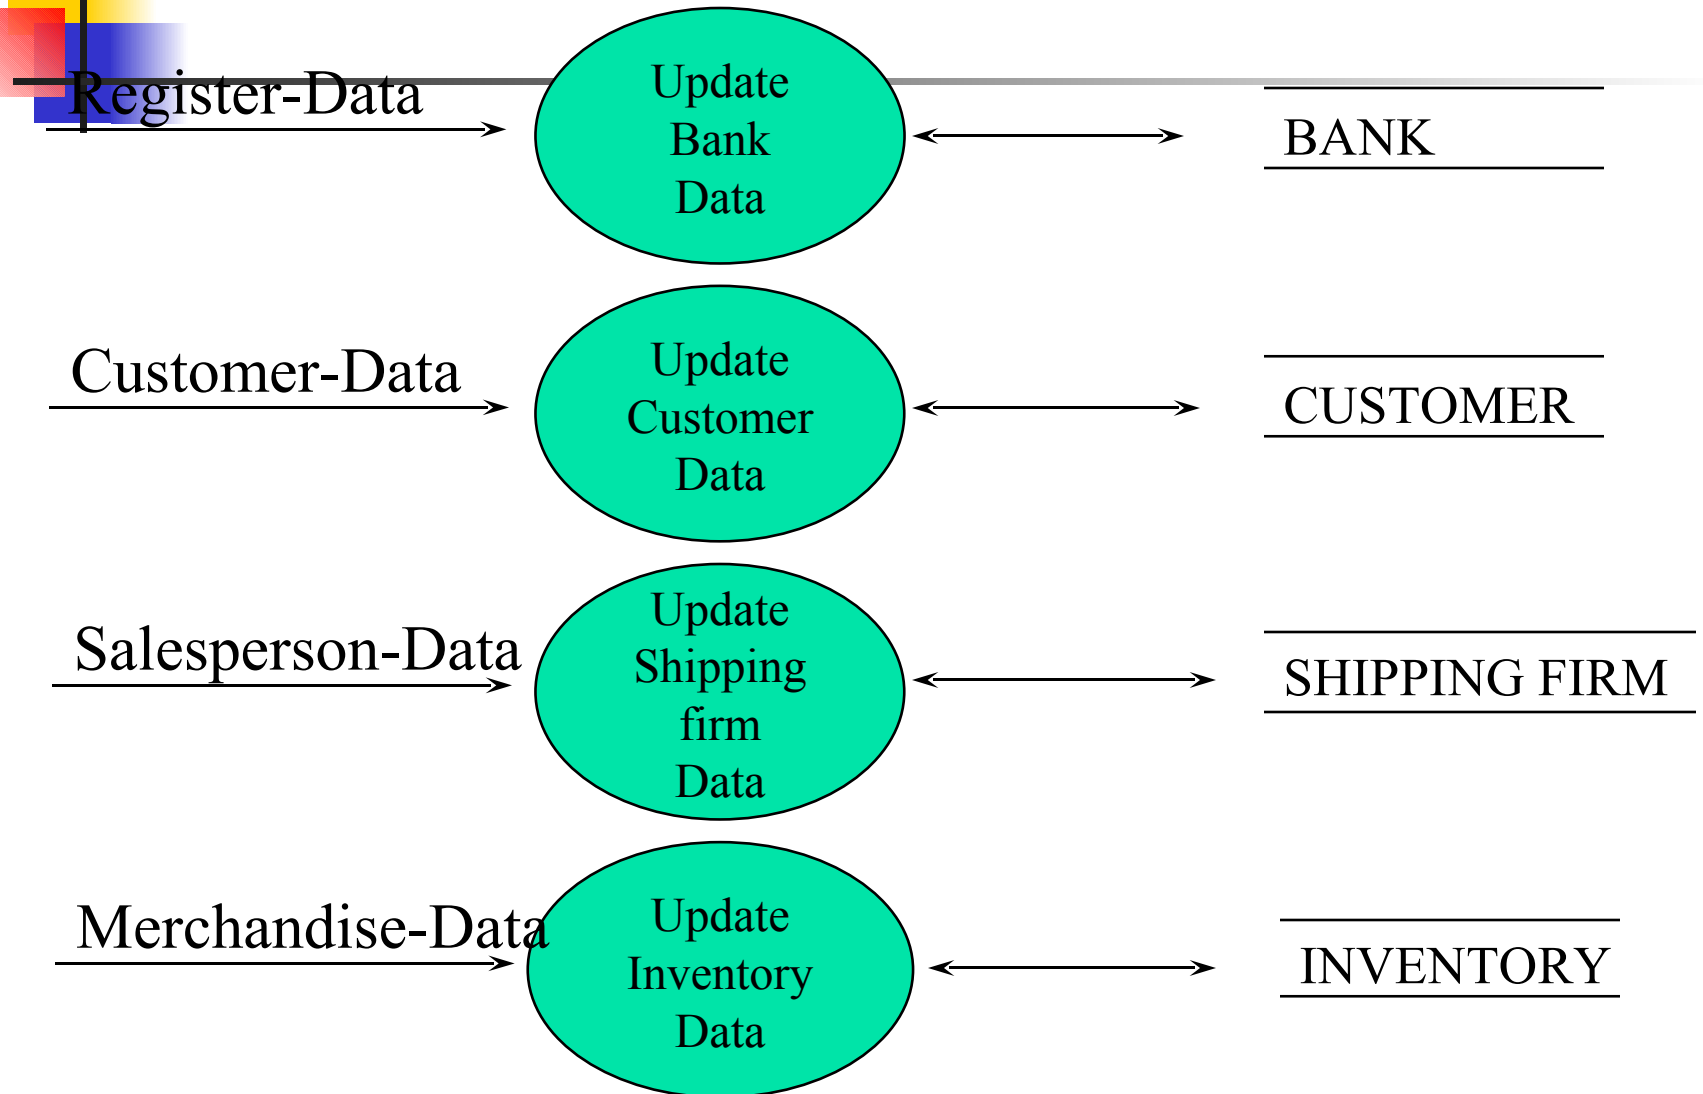 Register-Data
Update
Bank
Data
BANK
Customer-Data
Update
Customer
Data
CUSTOMER
Salesperson-Data
Update
Shipping
firm
Data
SHIPPING FIRM
Merchandise-Data
Update
Inventory
Data
INVENTORY